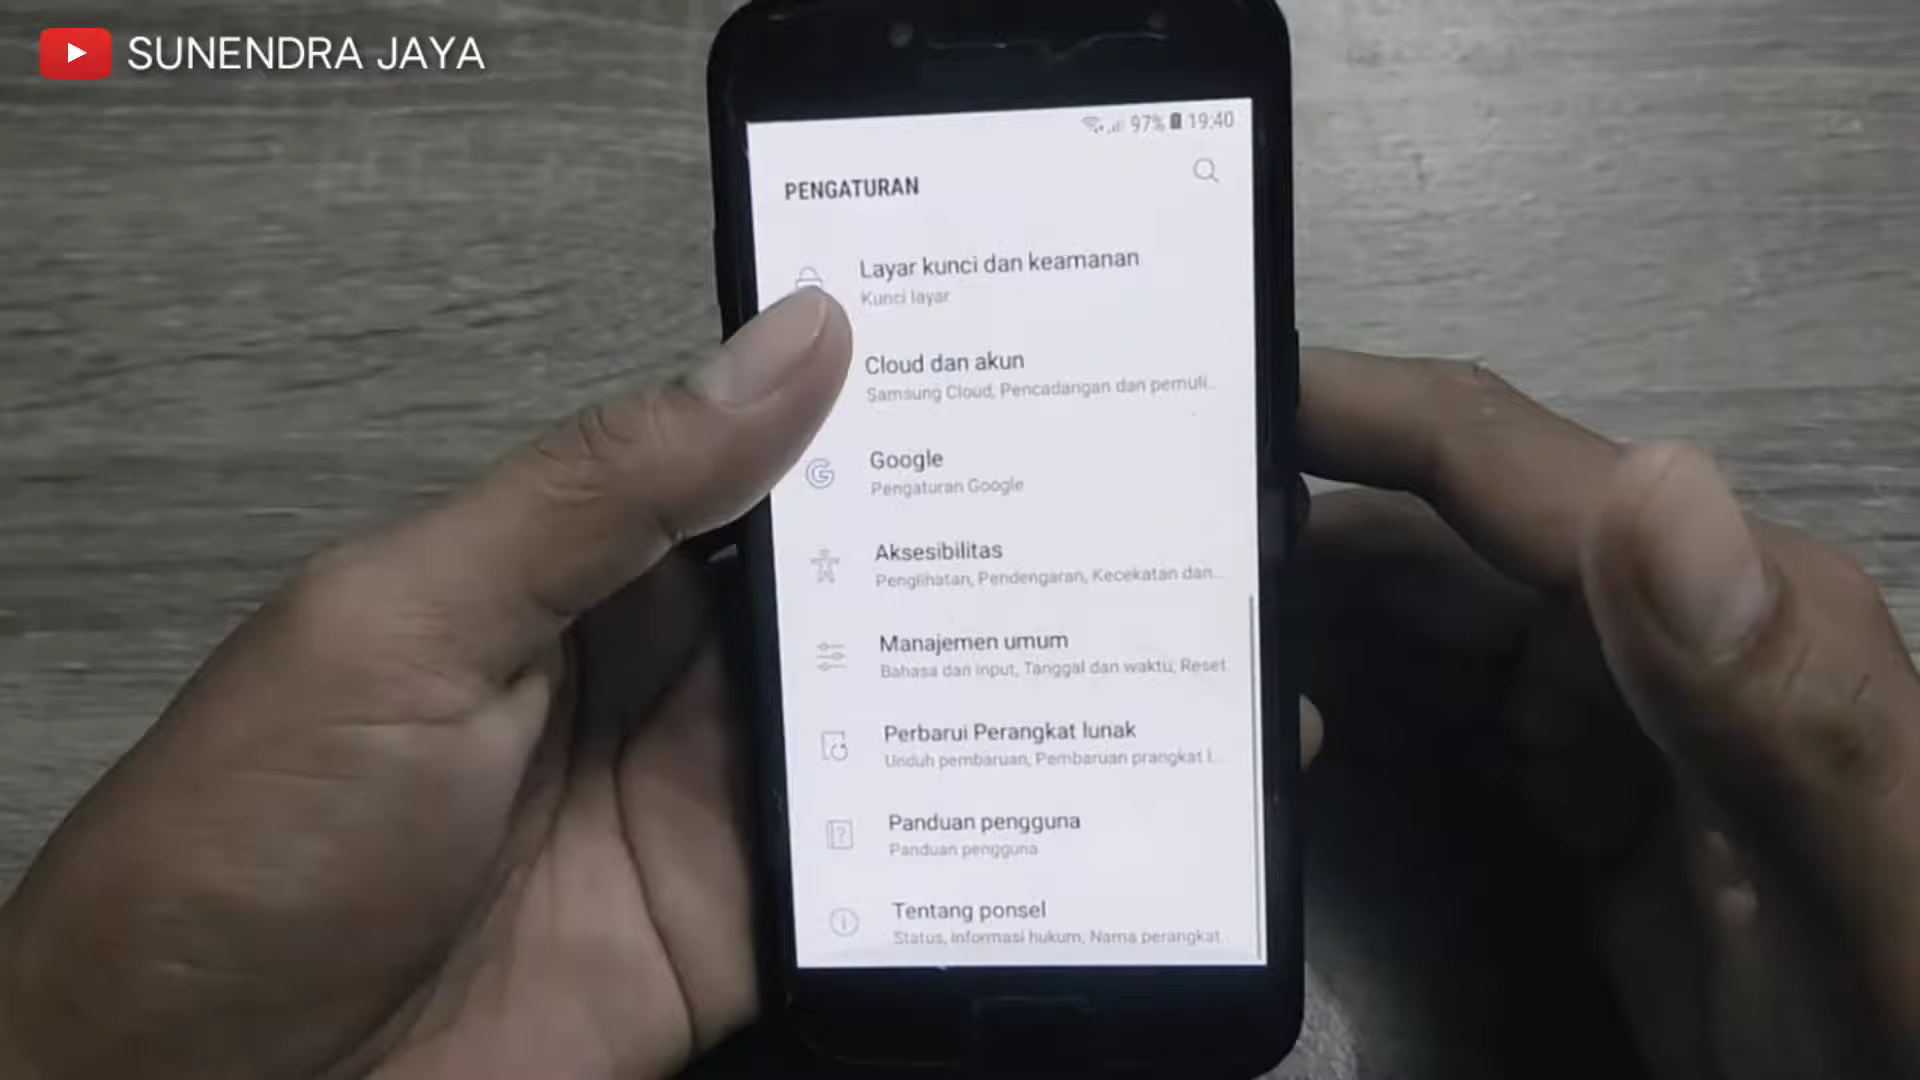 SUNENDRA JAYA
97% 19:40
PENGATURAN
Layar kunci dan keamanan
Kunci layar
Cloud dan akun
Samsung Cloud, Pencadangan dan pemuli...
Google
Pengaturan Google
Aksesibilitas
Penglihatan, Pendengaran, Kecekatan dan...
Manajemen umum
Bahasa dan input, Tanggal dan waktu, Reset
Perbarui Perangkat lunak
Unduh pembaruan, Pembaruan prangkat l...
Panduan pengguna
Panduan pengguna
Tentang ponsel
Status, Informasi hukum, Nama perangkat